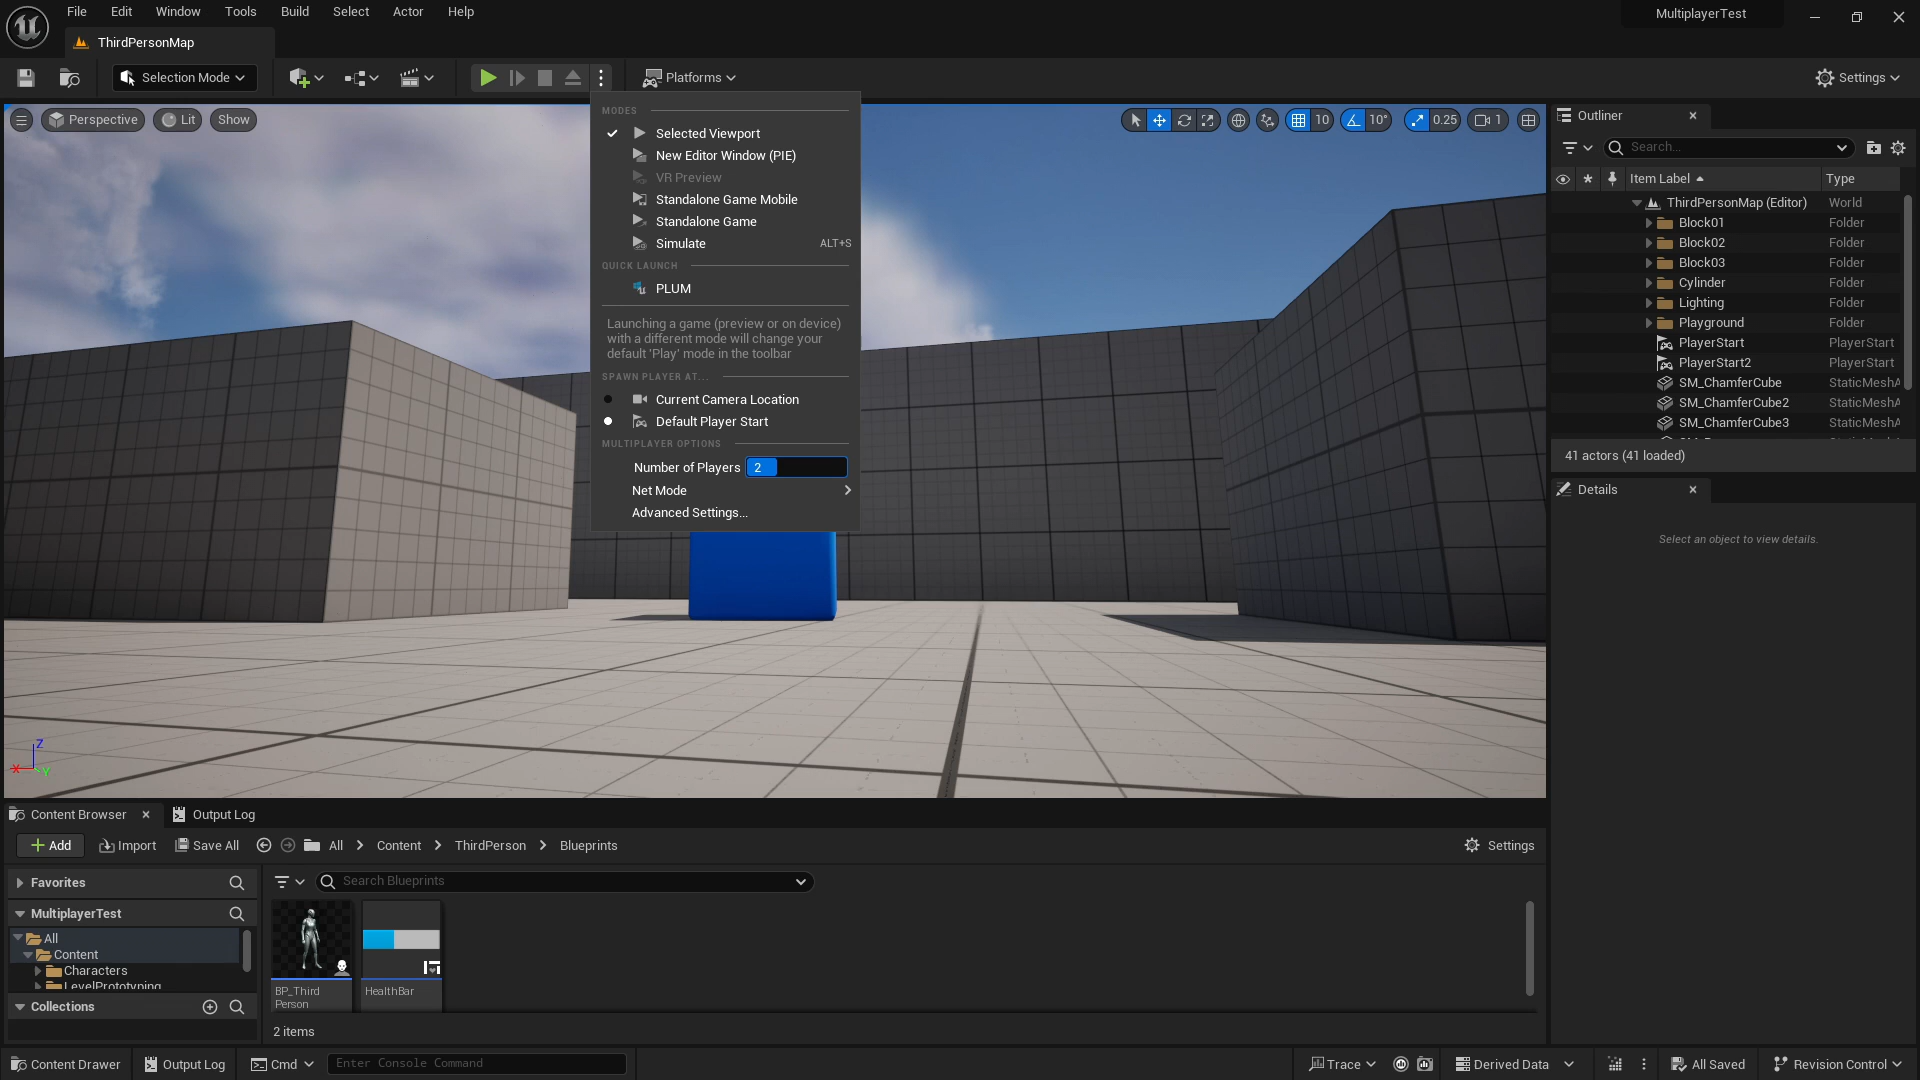 File Edit Window Tools Build Select Actor Help
MultiplayerTest
ThirdPersonMap
Selection Mode
Platforms
Settings
Perspective
Lit
Show
10
10°
0.25
1
MODES
Selected Viewport
New Editor Window (PIE)
VR Preview
Standalone Game Mobile
Standalone Game
Simulate ALT+S
QUICK LAUNCH
PLUM
Launching a game (preview or on device)
with a different mode will change your
default 'Play' mode in the toolbar
SPAWN PLAYER AT...
Current Camera Location
Default Player Start
MULTIPLAYER OPTIONS
Number of Players 2
Net Mode
Advanced Settings...
Z
X
Y
Outliner
Search...
Item Label Type
ThirdPersonMap (Editor) World
Block01 Folder
Block02 Folder
Block03 Folder
Cylinder Folder
Lighting Folder
Playground Folder
PlayerStart PlayerStart
PlayerStart2 PlayerStart
SM_ChamferCube StaticMeshA
SM_ChamferCube2 StaticMeshA
SM_ChamferCube3 StaticMeshA
41 actors (41 loaded)
Details
Select an object to view details.
Content Browser
Output Log
Add Import Save All All Content ThirdPerson Blueprints Settings
Favorites
Search Blueprints
MultiplayerTest
All
Content
Characters
LevelPrototyping
Collections
BP_Third
Person
HealthBar
2 items
Content Drawer Output Log Cmd Enter Console Command
Trace Derived Data All Saved Revision Control